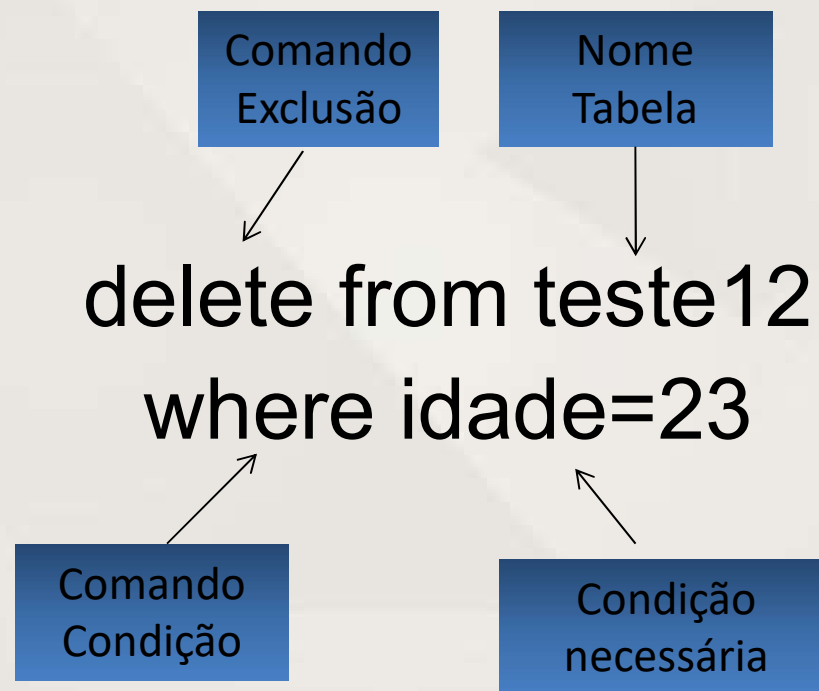 Comando
Exclusão
Nome
Tabela
delete from teste12
where idade=23
Comando
Condição
Condição
necessária